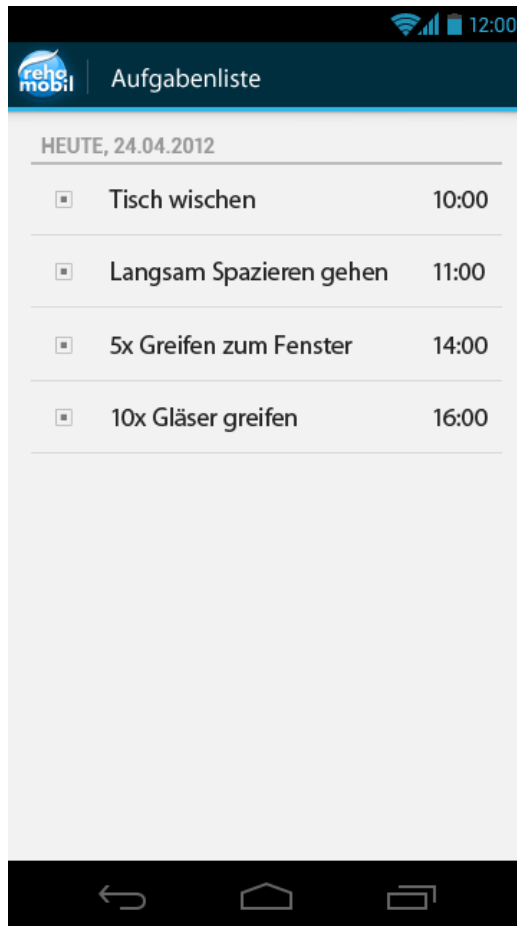 12:00
reha
mobil
Aufgabenliste
HEUTE, 24.04.2012
Tisch wischen 10:00
Langsam Spazieren gehen 11:00
5x Greifen zum Fenster 14:00
10x Gläser greifen 16:00